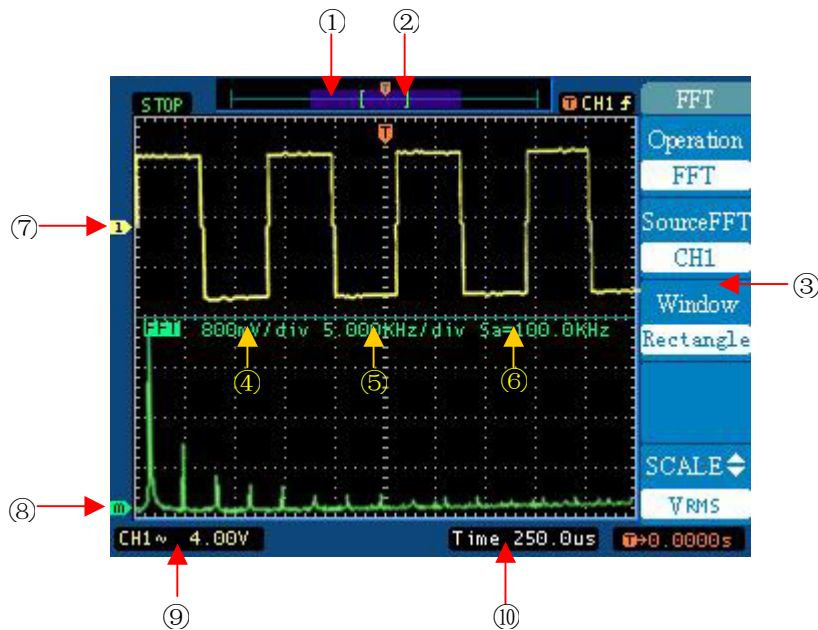 ① ②
STOP T T CH1 FFT
T
Operation
FFT
SourceFFT
CH1
Window
Rectangle
⑦ 1
③
FFT 800mV/div 5.000KHz/div Sa=100.0KHz
④ ⑤ ⑥
SCALE
VRMS
⑧ m
CH1~ 4.00V Time 250.0us T→0.0000s
⑨ ⑩